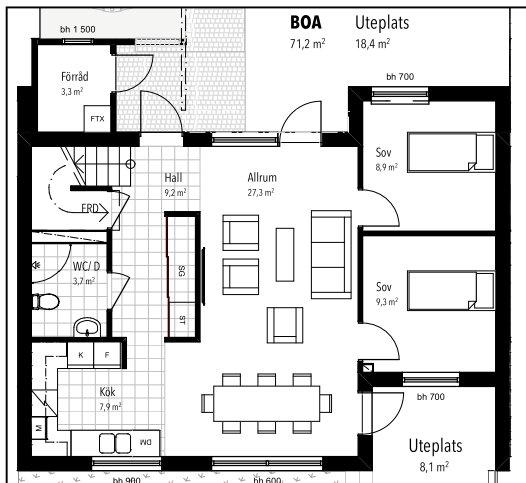 BOA
Uteplats
71,2 m²
18,4 m²
bh 1 500
Förråd
3,3 m²
FTX
bh 700
Hall
9,2 m²
Allrum
27,3 m²
Sov
8,9 m²
FRD
WC/ D
3,7 m²
SG
ST
Sov
9,3 m²
K
F
Kök
7,9 m²
M
DM
bh 700
Uteplats
8,1 m²
bh 900
bh 600